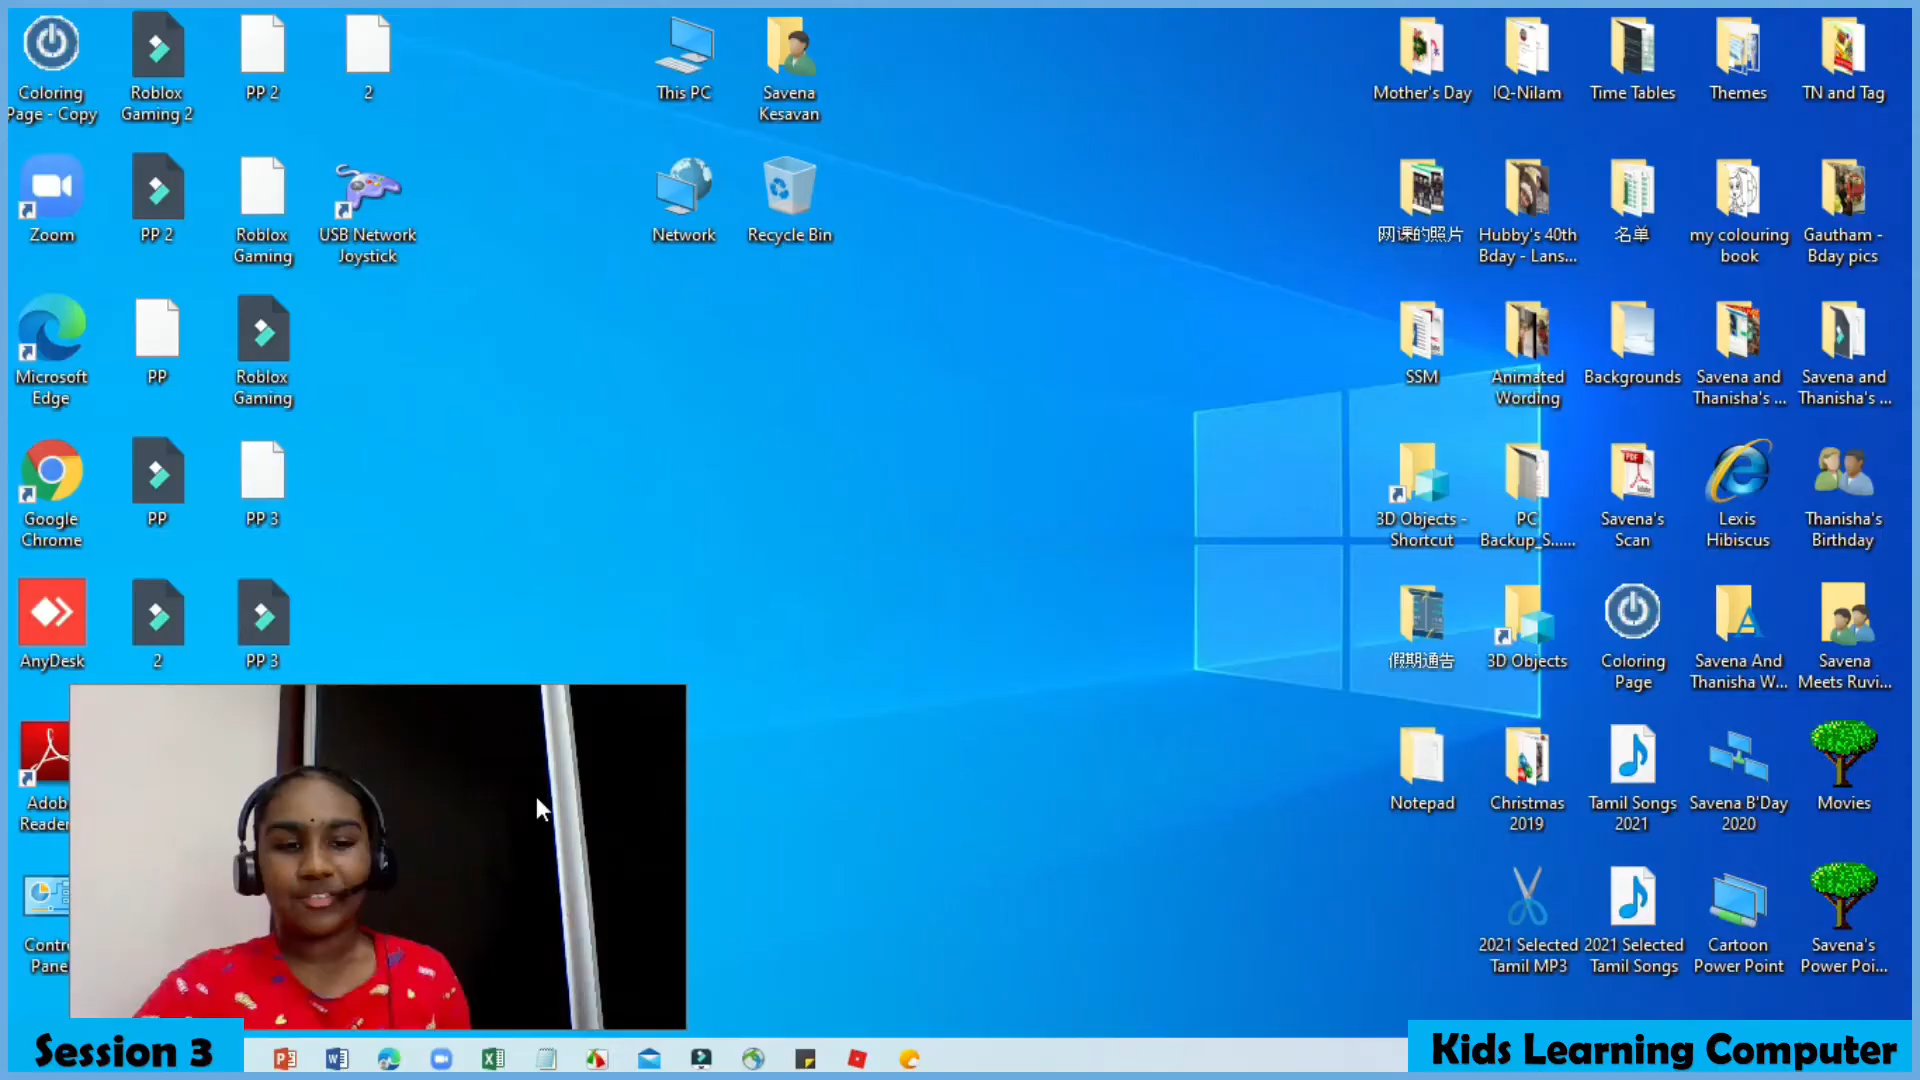 Coloring
Page - Copy
Roblox
Gaming 2
PP 2
2
This PC
Savena
Kesavan
Mother's Day
IQ-Nilam
Time Tables
Themes
TN and Tag
Zoom
PP 2
Roblox
Gaming
USB Network
Joystick
Network
Recycle Bin
网课的照片
Hubby's 40th
Bday - Lans...
名单
my colouring
book
Gautham -
Bday pics
Microsoft
Edge
PP
Roblox
Gaming
SSM
Animated
Wording
Backgrounds
Savena and
Thanisha's ...
Savena and
Thanisha's ...
Google
Chrome
PP
PP 3
3D Objects -
Shortcut
PC
Backup_S......
PDF
Savena's
Scan
Lexis
Hibiscus
Thanisha's
Birthday
AnyDesk
2
PP 3
假期通告
3D Objects
Coloring
Page
Savena And
Thanisha W...
Savena
Meets Ruvi...
Adob
Reader
Notepad
Christmas
2019
Tamil Songs
2021
Savena B'Day
2020
Movies
Contr
Pane
2021 Selected
Tamil MP3
2021 Selected
Tamil Songs
Cartoon
Power Point
Savena's
Power Poi...
Session 3
Kids Learning Computer